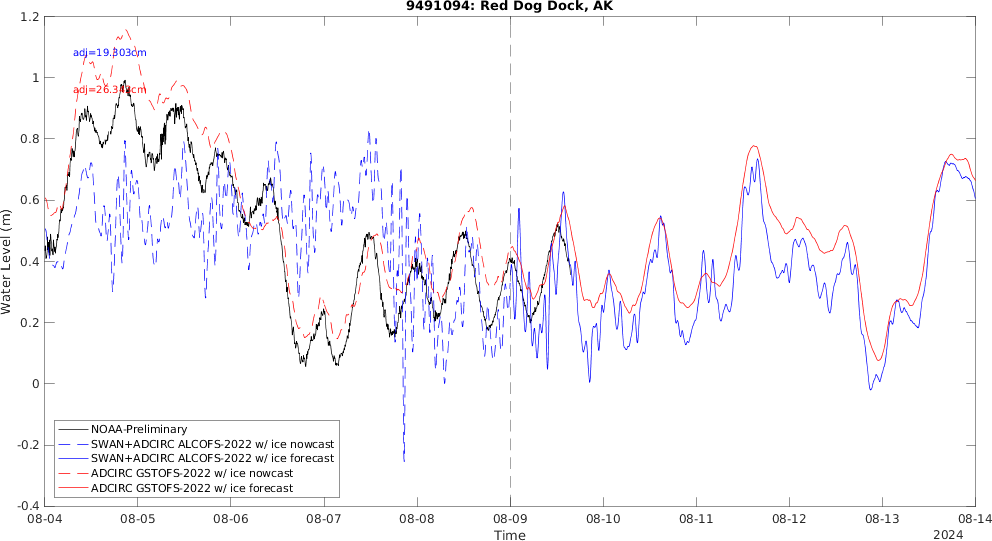 9491094: Red Dog Dock, AK
Water Level (m)
1.2
1
0.8
0.6
0.4
0.2
0
-0.2
-0.4
adj=19.303cm
NOAA-Preliminary
SWAN+ADCIRC ALCOFS-2022 w/ ice nowcast
SWAN+ADCIRC ALCOFS-2022 w/ ice forecast
ADCIRC GSTOFS-2022 w/ ice nowcast
ADCIRC GSTOFS-2022 w/ ice forecast
08-04 08-05 08-06 08-07 08-08 08-09 08-10 08-11 08-12 08-13 08-14
Time
2024